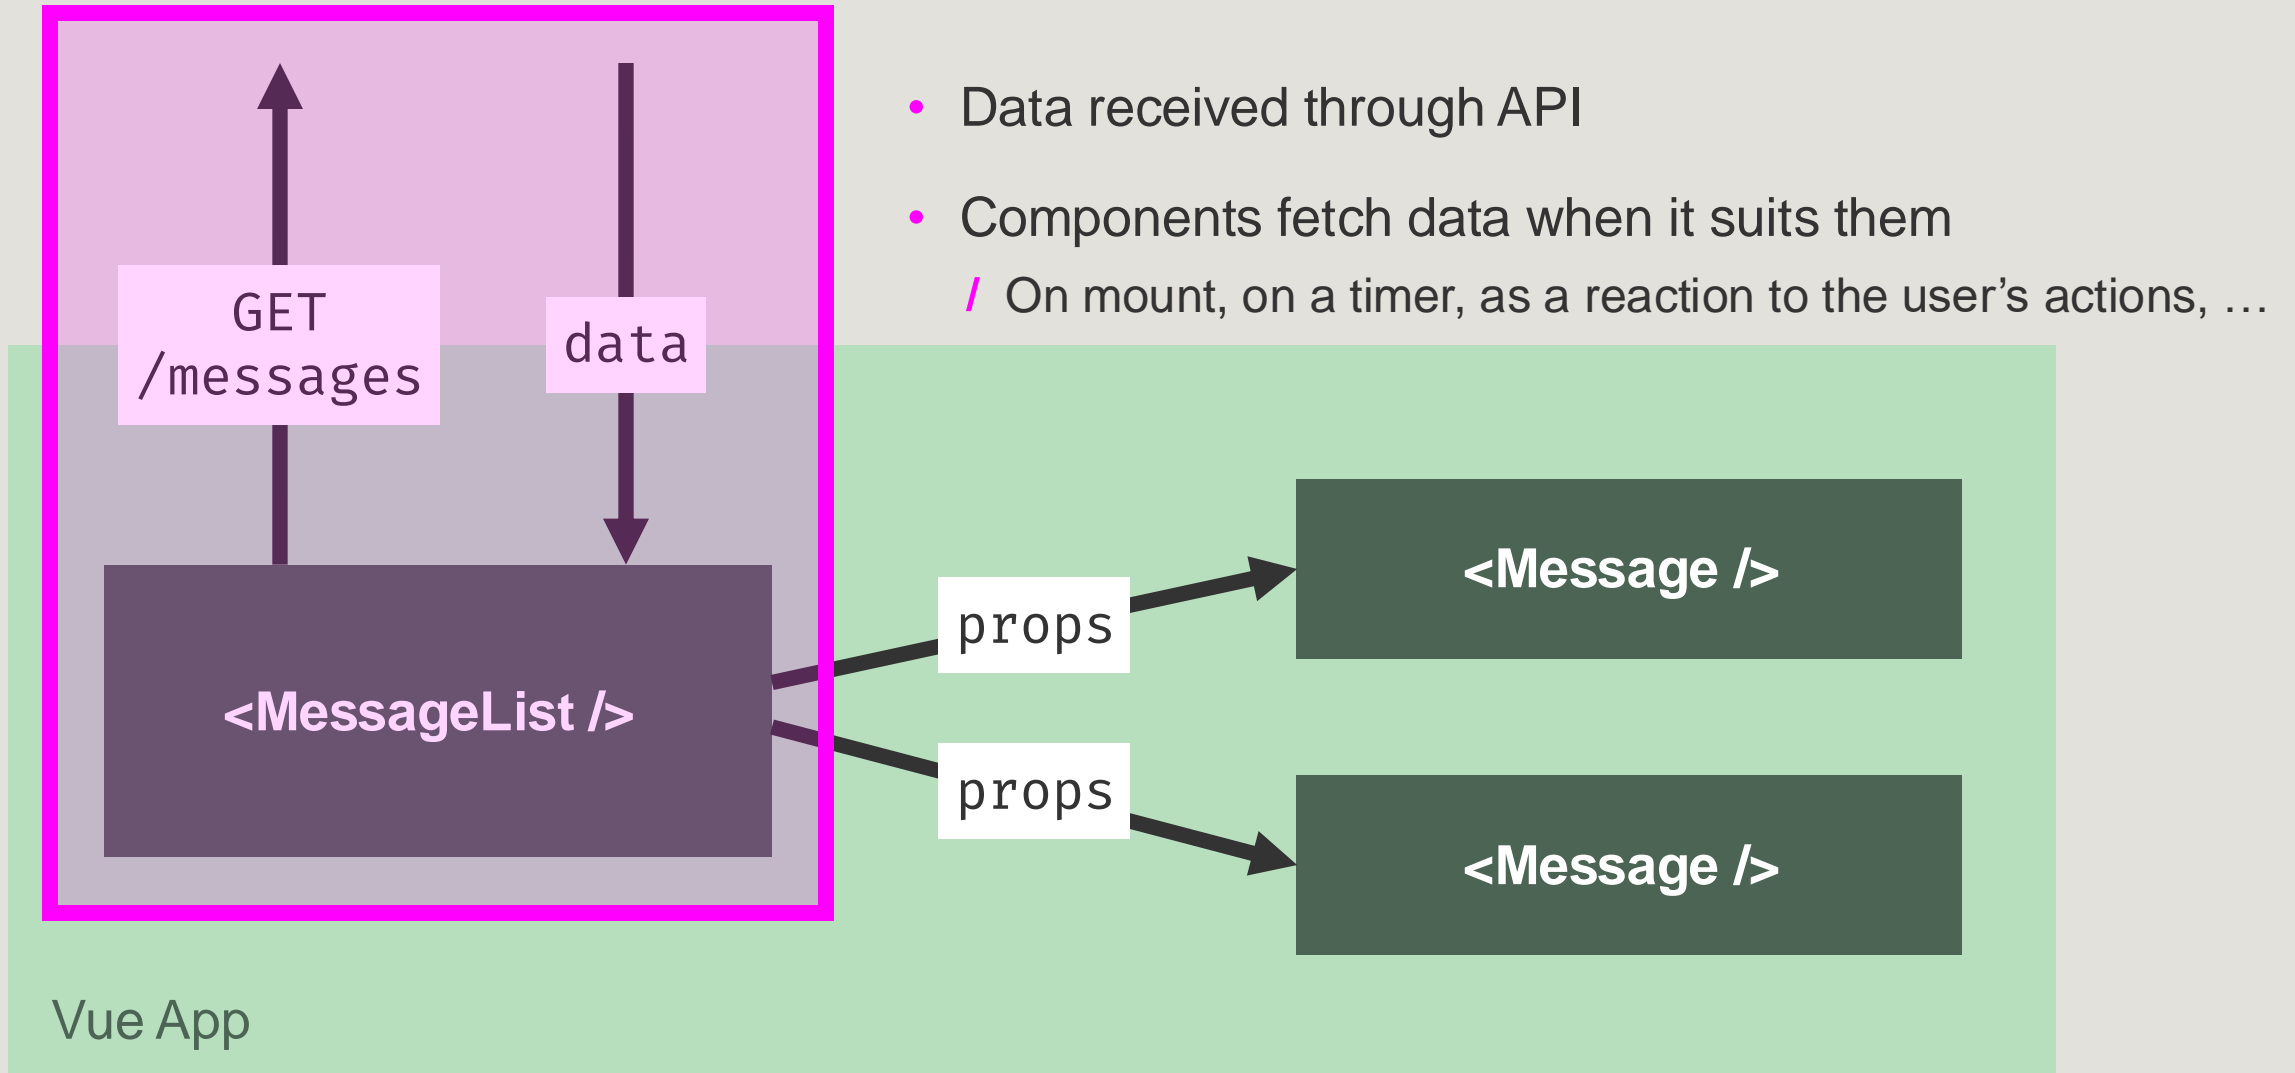 • Data received through API
• Components fetch data when it suits them
/ On mount, on a timer, as a reaction to the user’s actions, …
GET
/messages
data
<MessageList />
props
props
<Message />
<Message />
Vue App